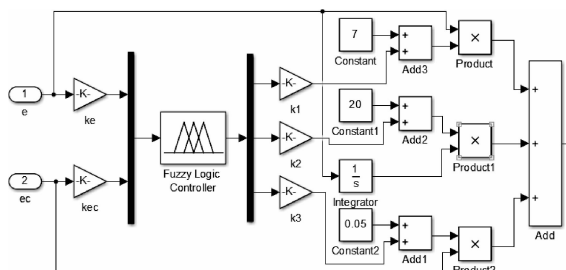 7
Constant
+
+
Add3
×
Product
1
e
-K-
ke
-K-
k1
20
Constant1
+
+
Add2
+
×
Product1
+
Fuzzy Logic
Controller
-K-
k2
2
ec
-K-
kec
1
s
Integrator
-K-
k3
+
0.05
Constant2
+
+
Add1
×
Product2
Add